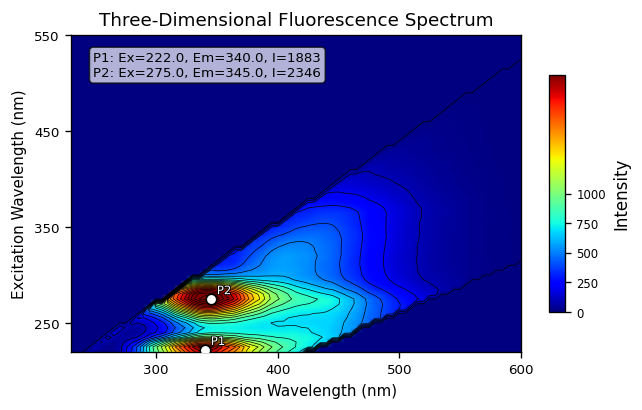 Three-Dimensional Fluorescence Spectrum
550
450
350
250
Excitation Wavelength (nm)
P1: Ex=222.0, Em=340.0, I=1883
P2: Ex=275.0, Em=345.0, I=2346
P2
P1
300
400
500
600
Emission Wavelength (nm)
1000
750
500
250
0
Intensity